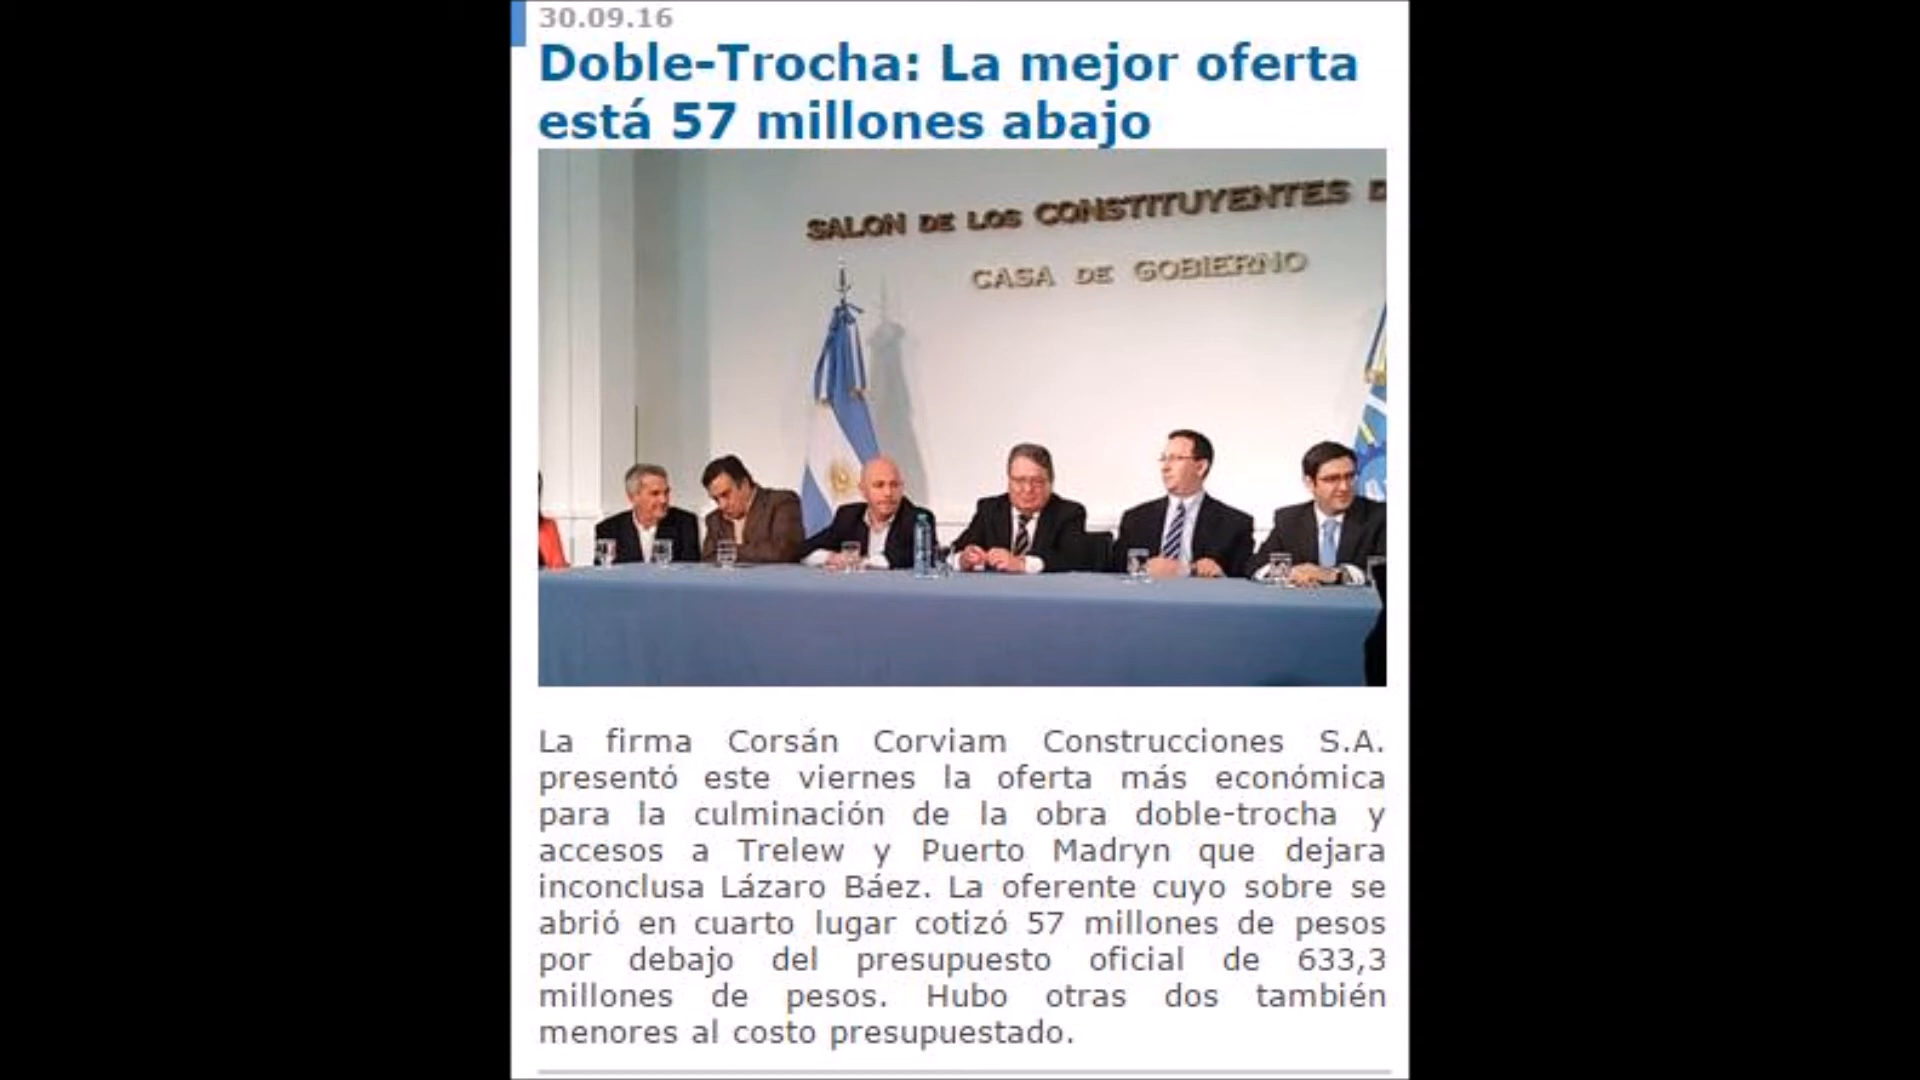 30.09.16
Doble-Trocha: La mejor oferta
está 57 millones abajo
SALON DE LOS CONSTITUYENTES D
CASA DE GOBIERNO
La firma Corsán Corviam Construcciones S.A.
presentó este viernes la oferta más económica
para la culminación de la obra doble-trocha y
accesos a Trelew y Puerto Madryn que dejara
inconclusa Lázaro Báez. La oferente cuyo sobre se
abrió en cuarto lugar cotizó 57 millones de pesos
por debajo del presupuesto oficial de 633,3
millones de pesos. Hubo otras dos también
menores al costo presupuestado.